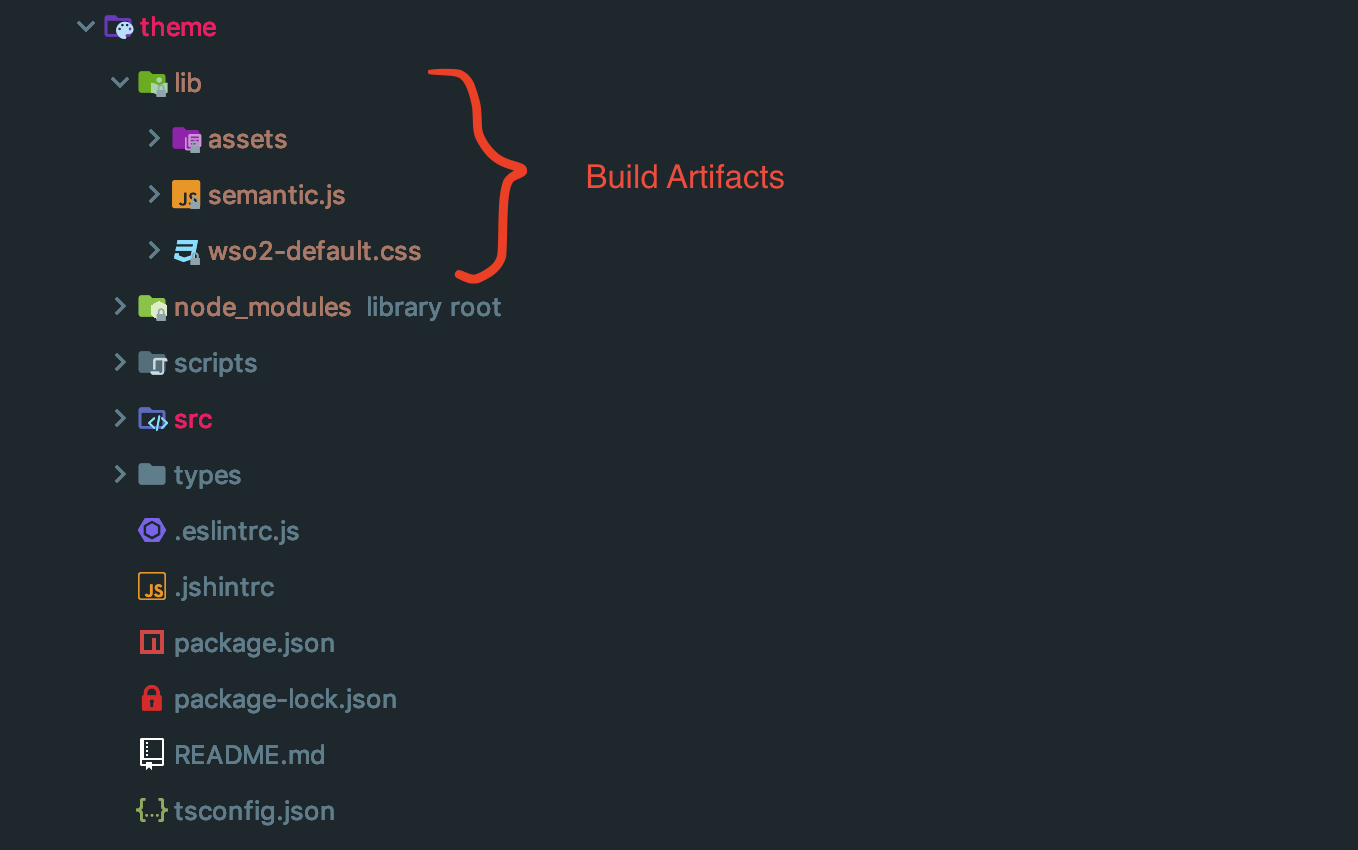 theme
lib
assets
semantic.js
wso2-default.css
Build Artifacts
node_modules library root
scripts
src
types
.eslintrc.js
.jshintrc
package.json
package-lock.json
README.md
tsconfig.json